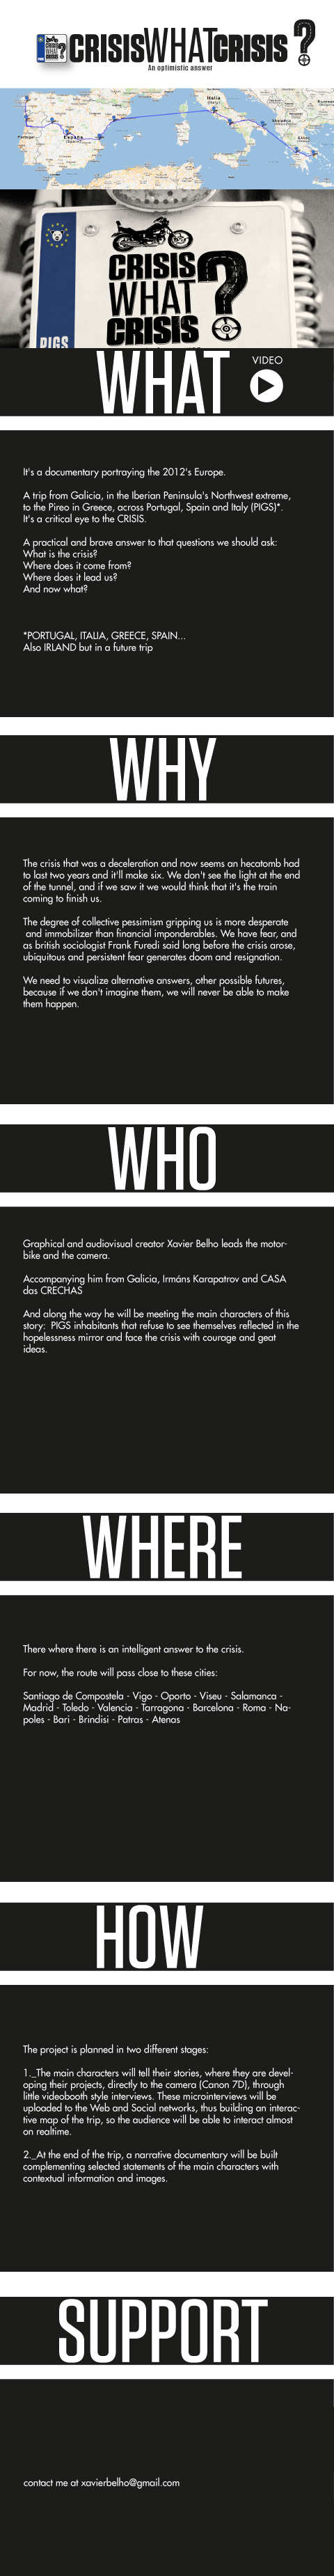 CRISISWHATCRISIS?
An optimistic answer
Italia
Portugal
España
PIGS
CRISIS
WHAT
CRISIS
?
WHAT
VIDEO
It's a documentary portraying the 2012's Europe.
A trip from Galicia, in the Iberian Peninsula's Northwest extreme,
to the Pireo in Greece, across Portugal, Spain and Italy (PIGS)*.
It's a critical eye to the CRISIS.
A practical and brave answer to that questions we should ask:
What is the crisis?
Where does it come from?
Where does it lead us?
And now what?
*PORTUGAL, ITALIA, GREECE, SPAIN...
Also IRLAND but in a future trip
WHY
The crisis that was a deceleration and now seems an hecatomb had
to last two years and it'll make six. We don't see the light at the end
of the tunnel, and if we saw it we would think that it's the train
coming to finish us.
The degree of collective pessimism gripping us is more desperate
and immobilizer than financial imponderables. We have fear, and
as british sociologist Frank Furedi said long before the crisis arose,
ubiquitous and persistent fear generates doom and resignation.
We need to visualize alternative answers, other possible futures,
because if we don't imagine them, we will never be able to make
them happen.
WHO
Graphical and audiovisual creator Xavier Belho leads the motor-
bike and the camera.
Accompanying him from Galicia, Irmáns Karapatrov and CASA
das CRECHAS
And along the way he will be meeting the main characters of this
story: PIGS inhabitants that refuse to see themselves reflected in the
hopelessness mirror and face the crisis with courage and geat
ideas.
WHERE
There where there is an intelligent answer to the crisis.
For now, the route will pass close to these cities:
Santiago de Compostela - Vigo - Oporto - Viseu - Salamanca -
Madrid - Toledo - Valencia - Tarragona - Barcelona - Roma - Na-
poles - Bari - Brindisi - Patras - Atenas
HOW
The project is planned in two different stages:
1._The main characters will tell their stories, where they are devel-
oping their projects, directly to the camera (Canon 7D), through
little videobooth style interviews. These microinterviews will be
uploaded to the Web and Social networks, thus building an interac-
tive map of the trip, so the audience will be able to interact almost
on realtime.
2._At the end of the trip, a narrative documentary will be built
complementing selected statements of the main characters with
contextual information and images.
SUPPORT
contact me at xavierbelho@gmail.com